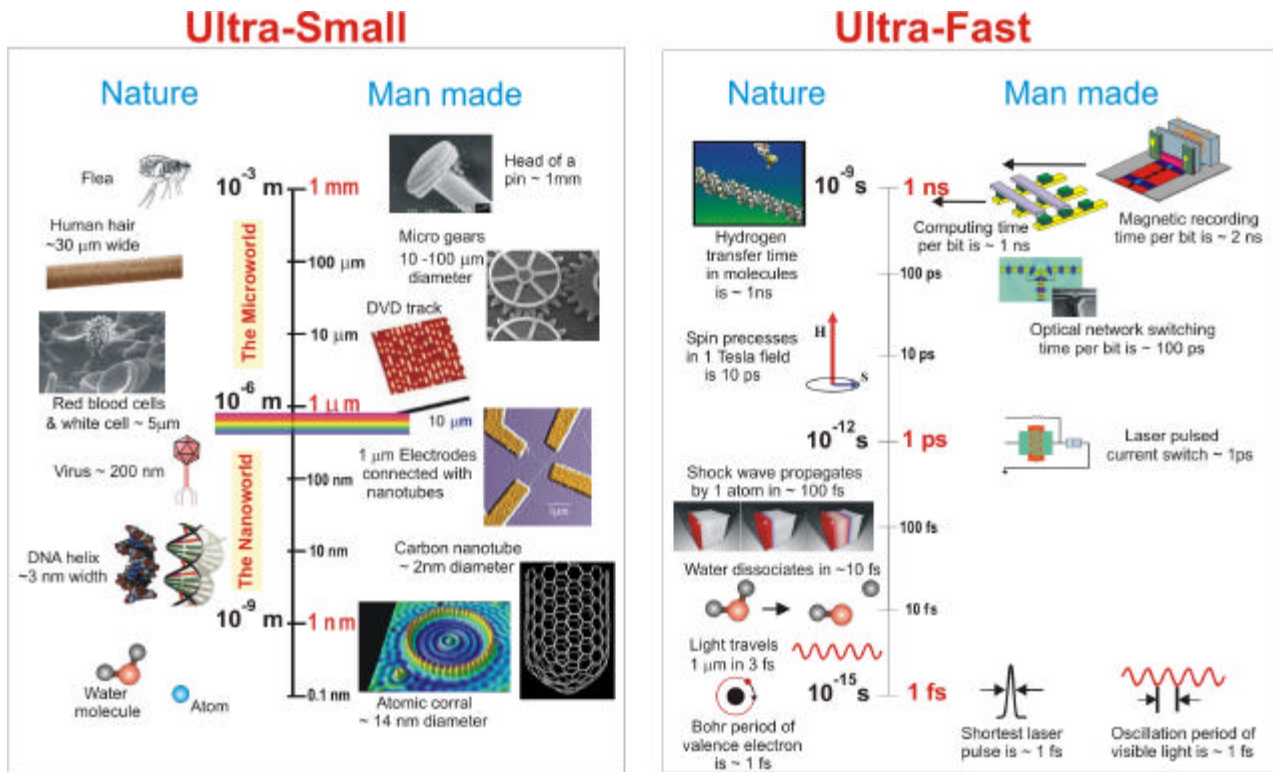 Ultra-Small
Nature
Man made
Flea
10⁻³ m
1 mm
Head of a
pin ~ 1mm
Human hair
~30 μm wide
The Microworld
100 μm
Micro gears
10 -100 μm
diameter
DVD track
10 μm
Red blood cells
& white cell ~ 5μm
10⁻⁶ m
1 μm
10 μm
Virus ~ 200 nm
The Nanoworld
100 nm
1 μm Electrodes
connected with
nanotubes
1μm
DNA helix
~3 nm width
10 nm
Carbon nanotube
~ 2nm diameter
10⁻⁹ m
1 nm
Water
molecule
Atom
0.1 nm
Atomic corral
~ 14 nm diameter
Ultra-Fast
Nature
Man made
10⁻⁹ s
1 ns
Hydrogen
transfer time
in molecules
is ~ 1ns
Computing time
per bit is ~ 1 ns
Magnetic recording
time per bit is ~ 2 ns
100 ps
Optical network switching
time per bit is ~ 100 ps
Spin precesses
in 1 Tesla field
is 10 ps
H
S
10 ps
10⁻¹² s
1 ps
Laser pulsed
current switch ~ 1ps
Shock wave propagates
by 1 atom in ~ 100 fs
100 fs
Water dissociates in ~10 fs
10 fs
Light travels
1 μm in 3 fs
10⁻¹⁵ s
1 fs
Bohr period of
valence electron
is ~ 1 fs
Shortest laser
pulse is ~ 1 fs
Oscillation period of
visible light is ~ 1 fs